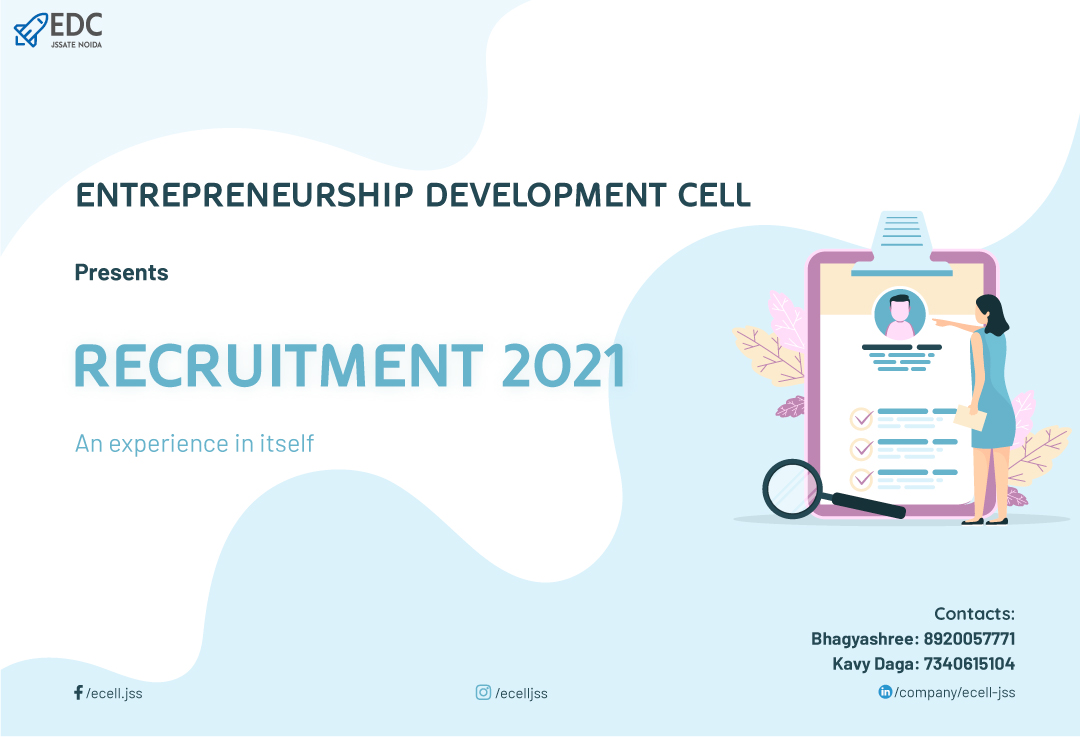 EDC
JSSATE NOIDA
ENTREPRENEURSHIP DEVELOPMENT CELL
Presents
RECRUITMENT 2021
An experience in itself
Contacts:
Bhagyashree: 8920057771
Kavy Daga: 7340615104
/ecell.jss
/ecelljss
/company/ecell-jss